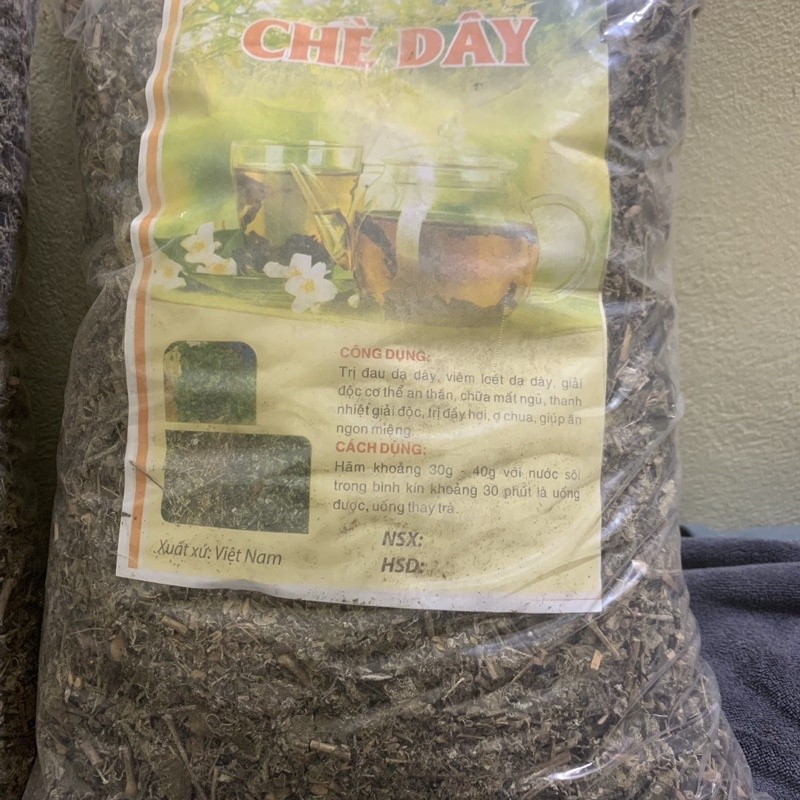 CHÈ DÂY
CÔNG DỤNG:
Trị đau dạ dày, viêm loét dạ dày, giải
độc cơ thể an thần, chữa mất ngủ, thanh
nhiệt giải độc, trị đầy hơi, ợ chua, giúp ăn
ngon miệng.
CÁCH DÙNG:
Hãm khoảng 30g - 40g với nước sôi
trong bình kín khoảng 30 phút là uống
được, uống thay trà.
NSX:
HSD:
Xuất xứ: Việt Nam